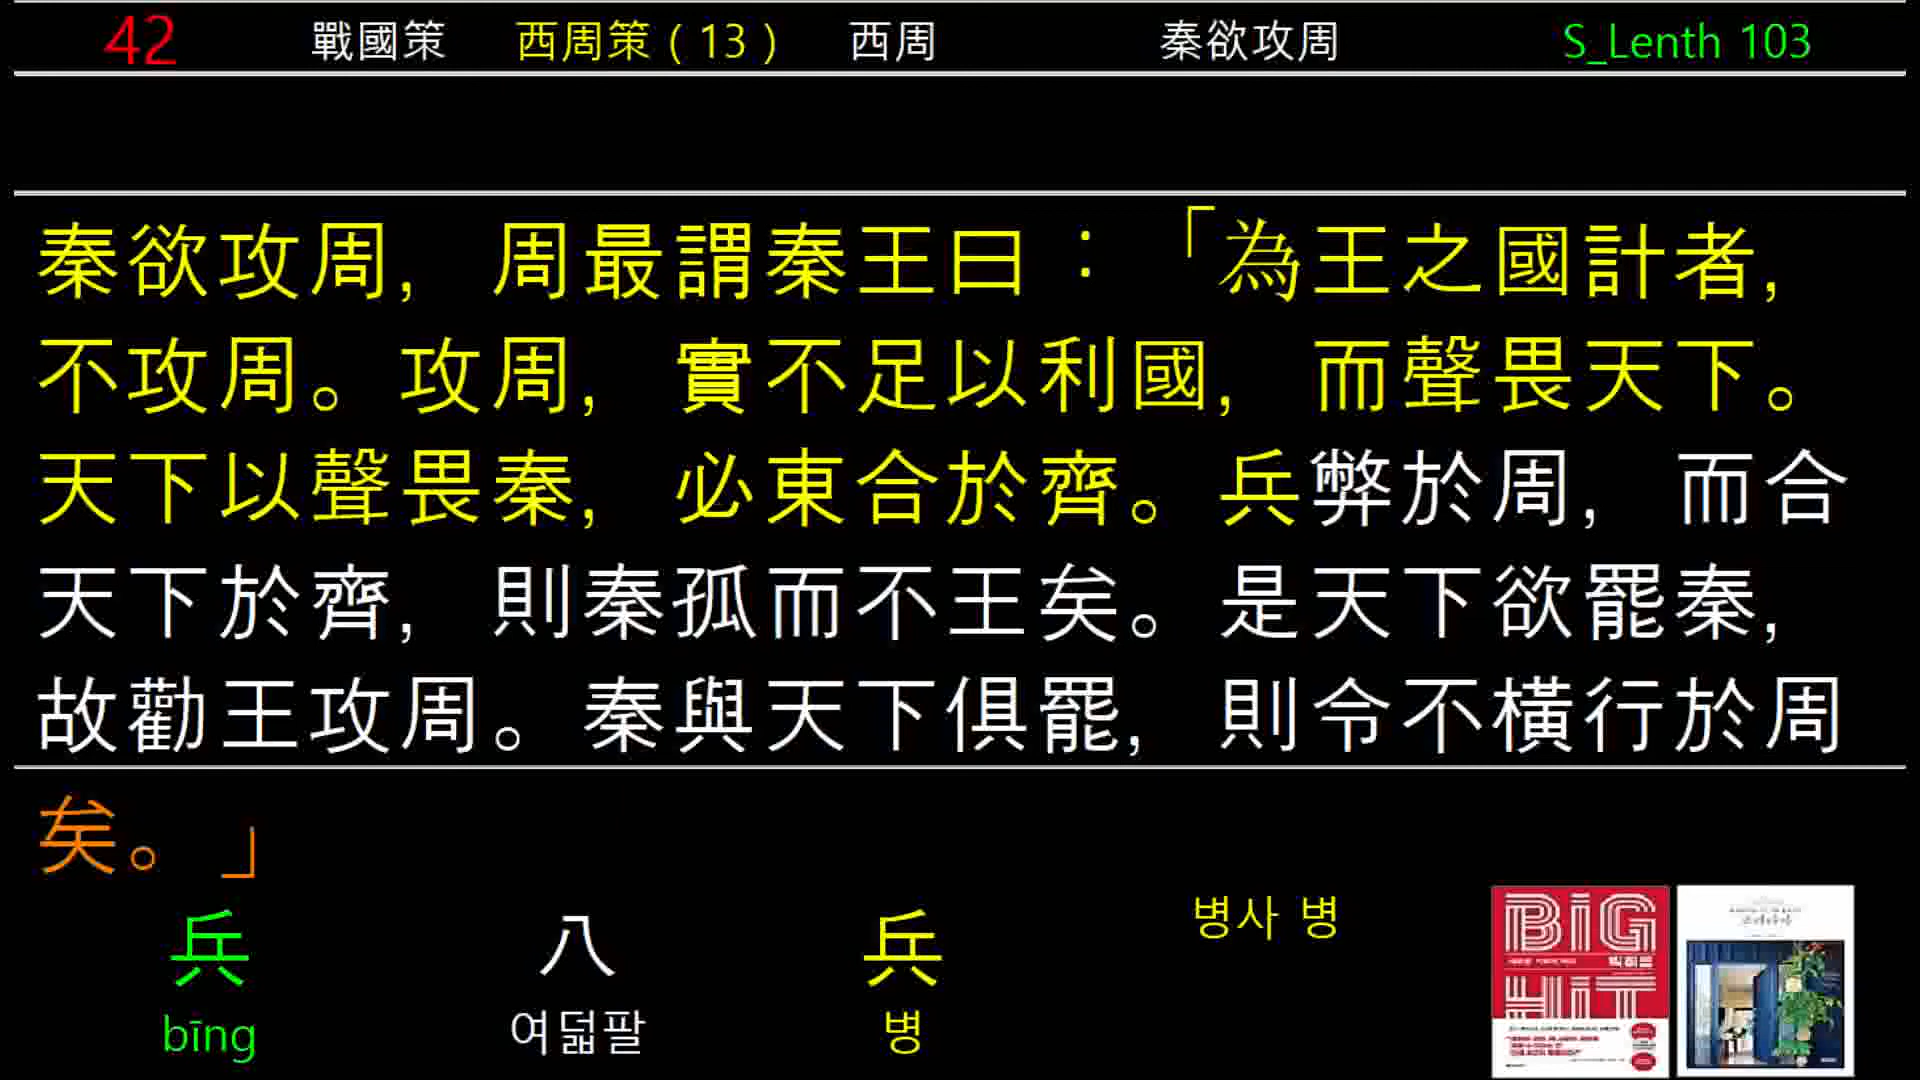 42 戰國策 西周策 ( 13 ) 西周 秦欲攻周 S_Lenth 103
秦欲攻周, 周最謂秦王曰：「為王之國計者,
不攻周。攻周, 實不足以利國, 而聲畏天下。
天下以聲畏秦, 必東合於齊。兵弊於周, 而合
天下於齊, 則秦孤而不王矣。是天下欲罷秦,
故勸王攻周。秦與天下俱罷, 則令不橫行於周
矣。」
兵 八 兵 병사 병
bīng 여덟팔 병
BiG
빅히트
HiT